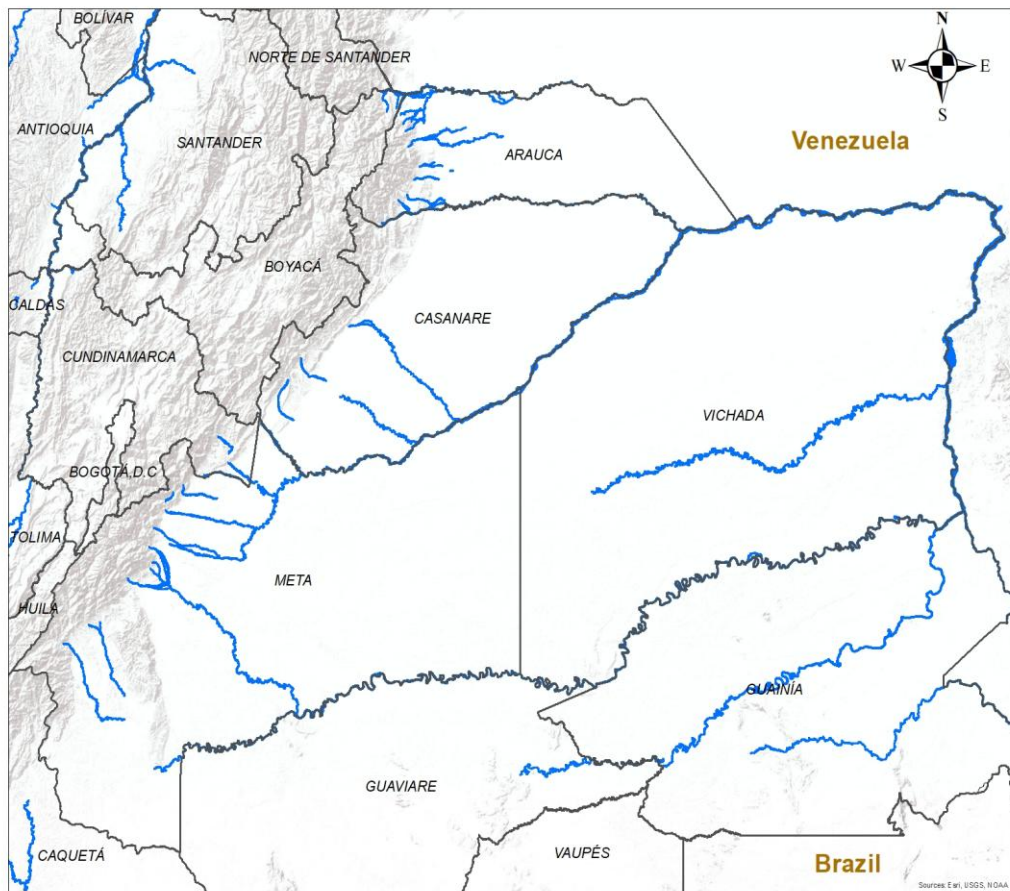 BOLÍVAR
N
NORTE DE SANTANDER
W
E
S
ANTIOQUIA
SANTANDER
ARAUCA
Venezuela
BOYACÁ
CALDAS
CASANARE
CUNDINAMARCA
VICHADA
BOGOTÁ D.C
TOLIMA
META
HUILA
GUAINÍA
GUAVIARE
CAQUETÁ
VAUPÉS
Brazil
Sources: Esri, USGS, NOAA